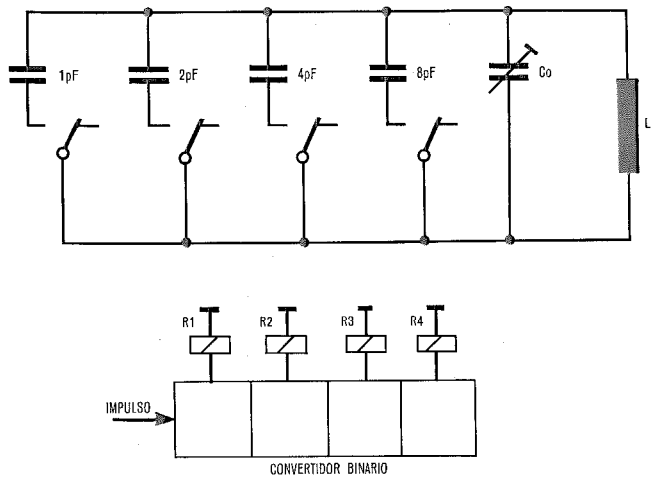 1pF
2pF
4pF
8pF
Co
L
R1
R2
R3
R4
IMPULSO
CONVERTIDOR BINARIO